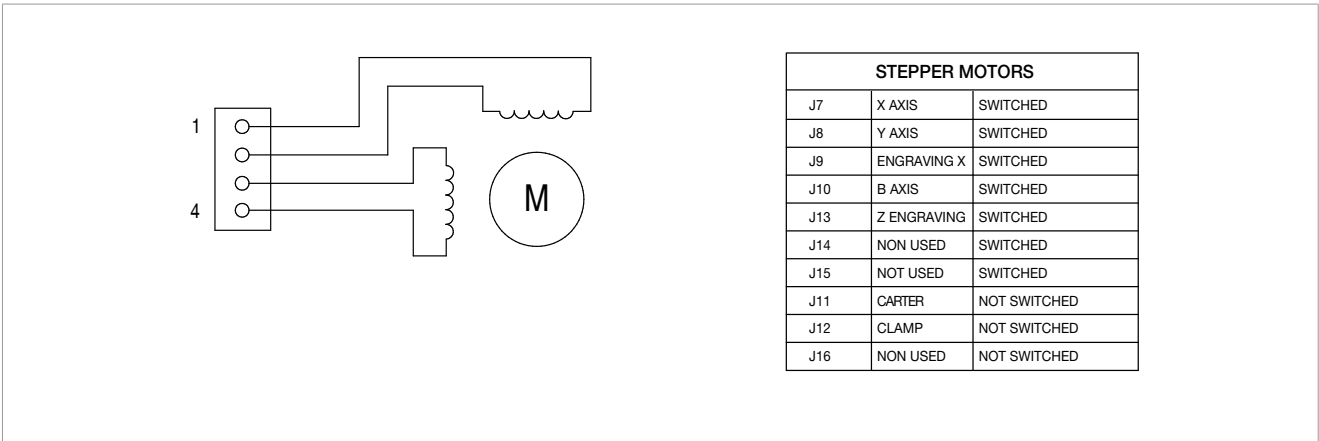 1
4
M
STEPPER MOTORS
J7 X AXIS SWITCHED
J8 Y AXIS SWITCHED
J9 ENGRAVING X SWITCHED
J10 B AXIS SWITCHED
J13 Z ENGRAVING SWITCHED
J14 NON USED SWITCHED
J15 NOT USED SWITCHED
J11 CARTER NOT SWITCHED
J12 CLAMP NOT SWITCHED
J16 NON USED NOT SWITCHED